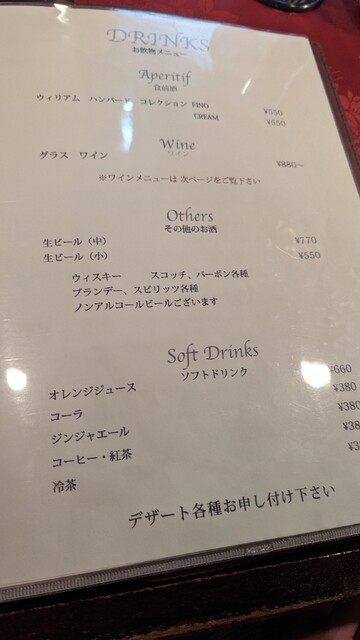 DRINKS
お飲物メニュー
Aperitif
食前酒
ウィリアム ハンバード コレクション FINO ¥550
CREAM ¥550
Wine
ワイン
グラス ワイン ¥880~
※ワインメニューは 次ページをご覧下さい
Others
その他のお酒
生ビール（中） ¥770
生ビール（小） ¥550
ウィスキー スコッチ、バーボン各種
ブランデー、スピリッツ各種
ノンアルコールビールございます
Soft Drinks
ソフトドリンク
オレンジジュース ¥660
コーラ ¥380
ジンジャエール ¥380
コーヒー・紅茶
冷茶
デザート各種お申し付け下さい